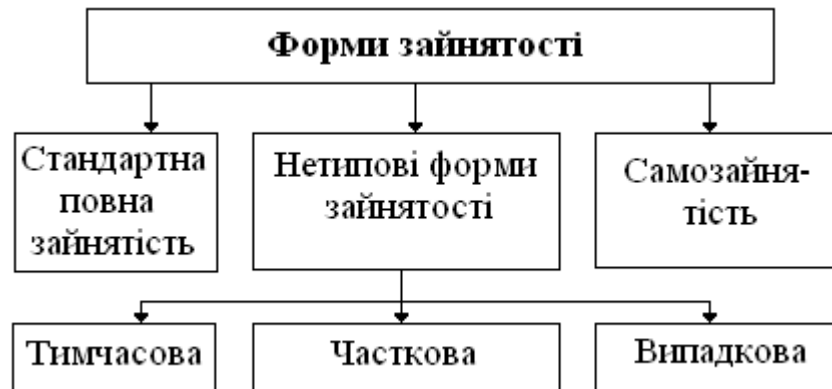 Форми зайнятості
Стандартна
повна
зайнятість
Нетипові форми
зайнятості
Самозайня-
тість
Тимчасова
Часткова
Випадкова